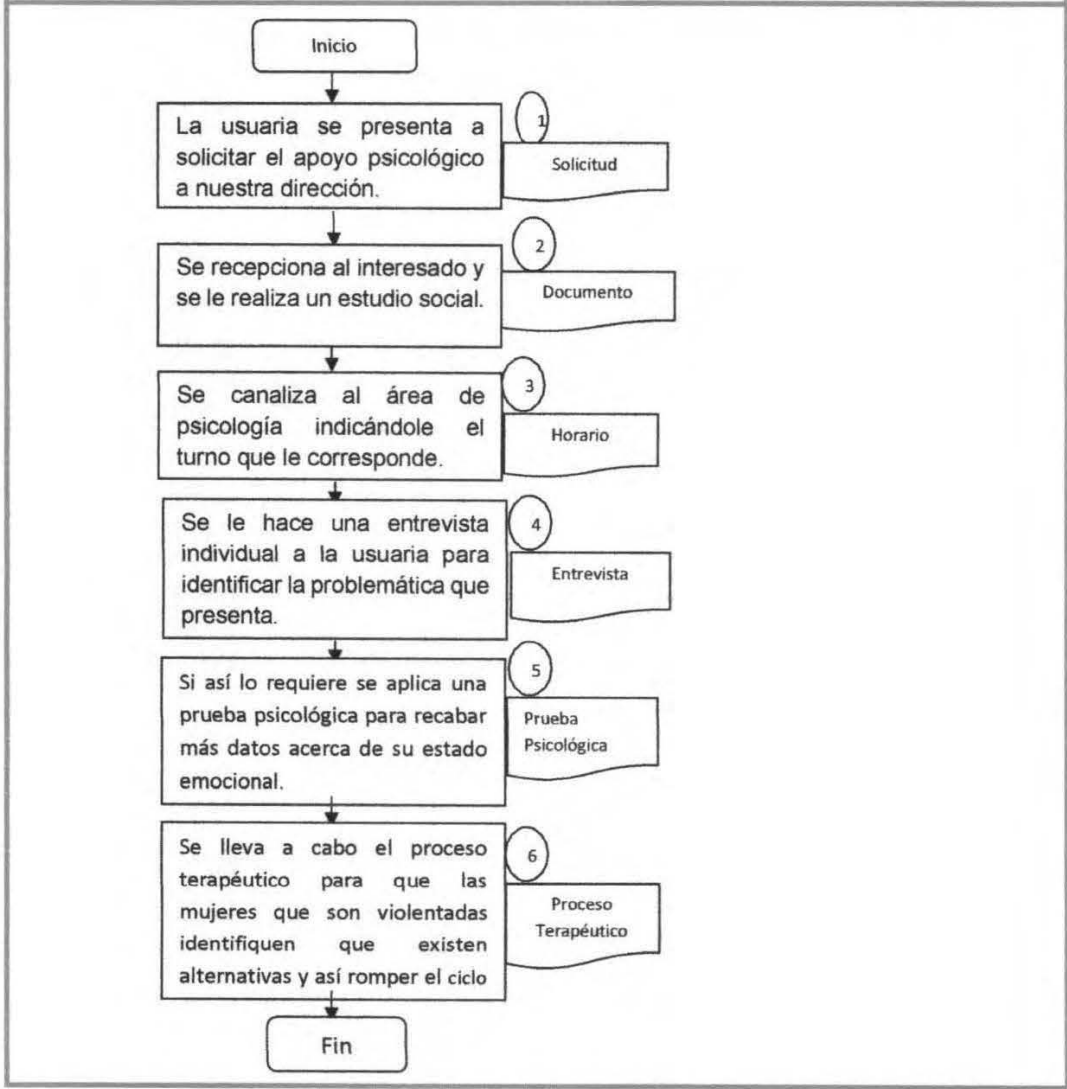 Inicio
La usuaria se presenta a
solicitar el apoyo psicológico
a nuestra dirección.
1
Solicitud
Se recepciona al interesado y
se le realiza un estudio social.
2
Documento
Se canaliza al área de
psicología indicándole el
turno que le corresponde.
3
Horario
Se le hace una entrevista
individual a la usuaria para
identificar la problemática que
presenta.
4
Entrevista
Si así lo requiere se aplica una
prueba psicológica para recabar
más datos acerca de su estado
emocional.
5
Prueba
Psicológica
Se lleva a cabo el proceso
terapéutico para que las
mujeres que son violentadas
identifiquen que existen
alternativas y así romper el ciclo
6
Proceso
Terapéutico
Fin